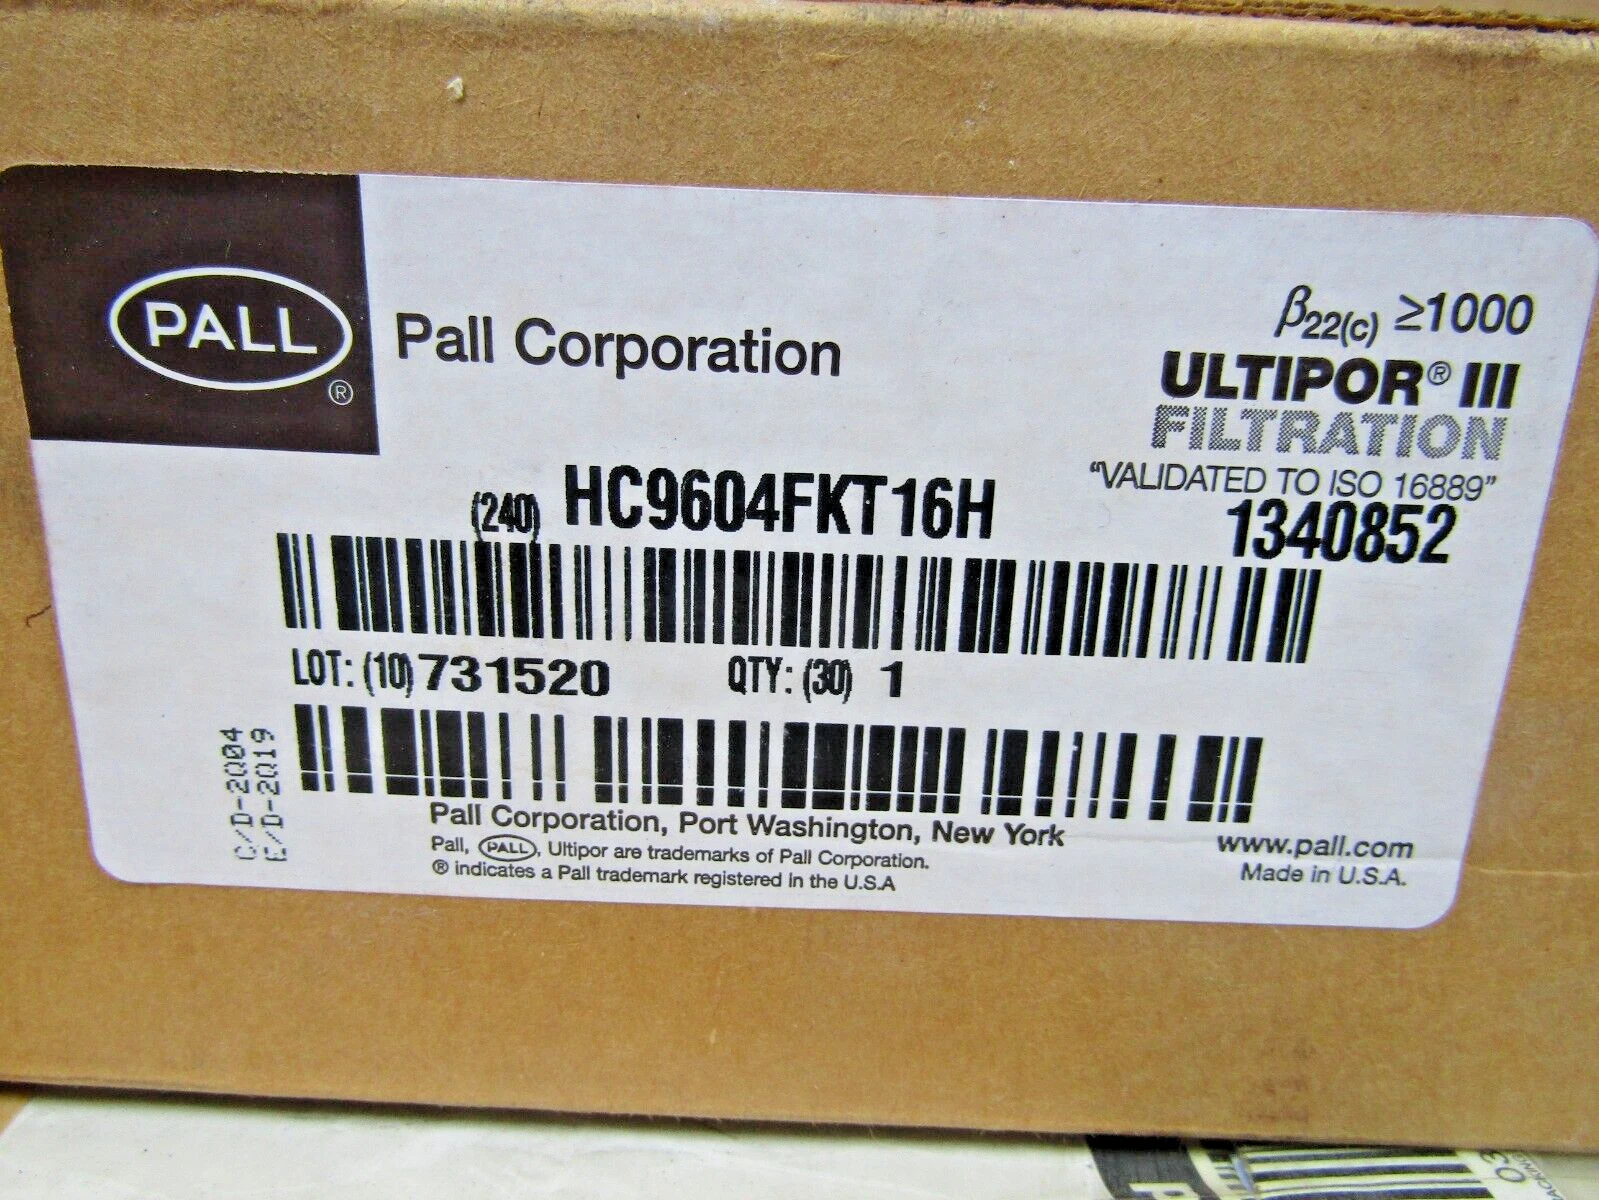 PALL
®
Pall Corporation
β22(c) ≥1000
ULTIPOR® III
FILTRATION
"VALIDATED TO ISO 16889"
(240) HC9604FKT16H
1340852
LOT: (10) 731520 QTY: (30) 1
C/D-2Q04
E/D-2Q19
Pall Corporation, Port Washington, New York
Pall, PALL, Ultipor are trademarks of Pall Corporation.
® indicates a Pall trademark registered in the U.S.A
www.pall.com
Made in U.S.A.